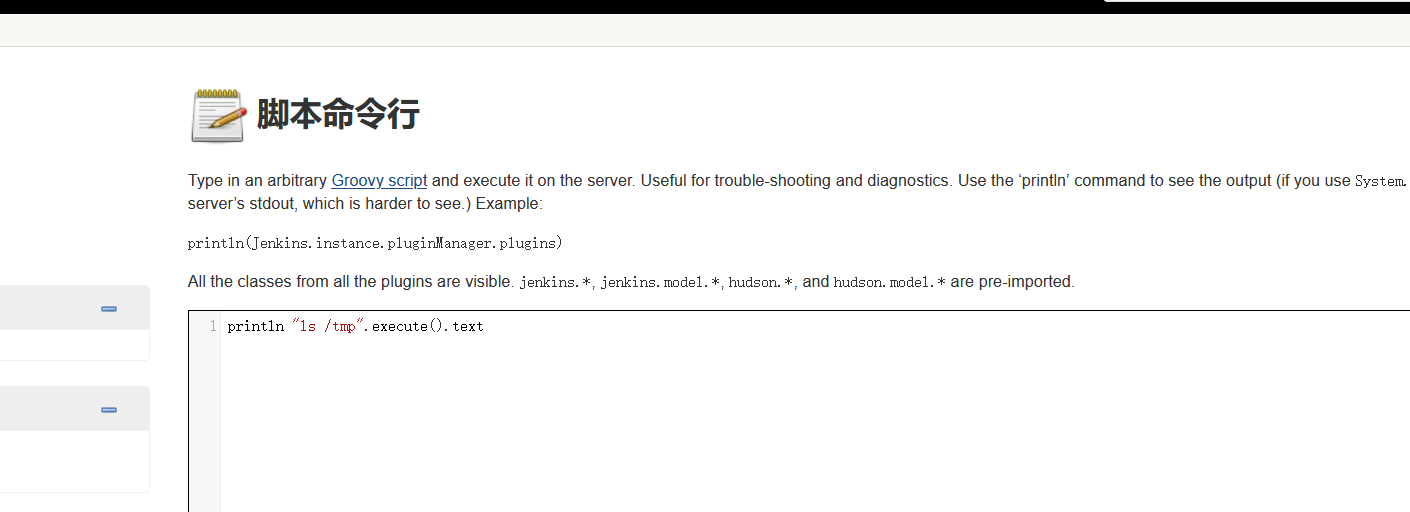 脚本命令行
Type in an arbitrary Groovy script and execute it on the server. Useful for trouble-shooting and diagnostics. Use the ‘println’ command to see the output (if you use System.
server’s stdout, which is harder to see.) Example:
println(Jenkins.instance.pluginManager.plugins)
All the classes from all the plugins are visible. jenkins.*, jenkins.model.*, hudson.*, and hudson.model.* are pre-imported.
1 println "ls /tmp".execute().text